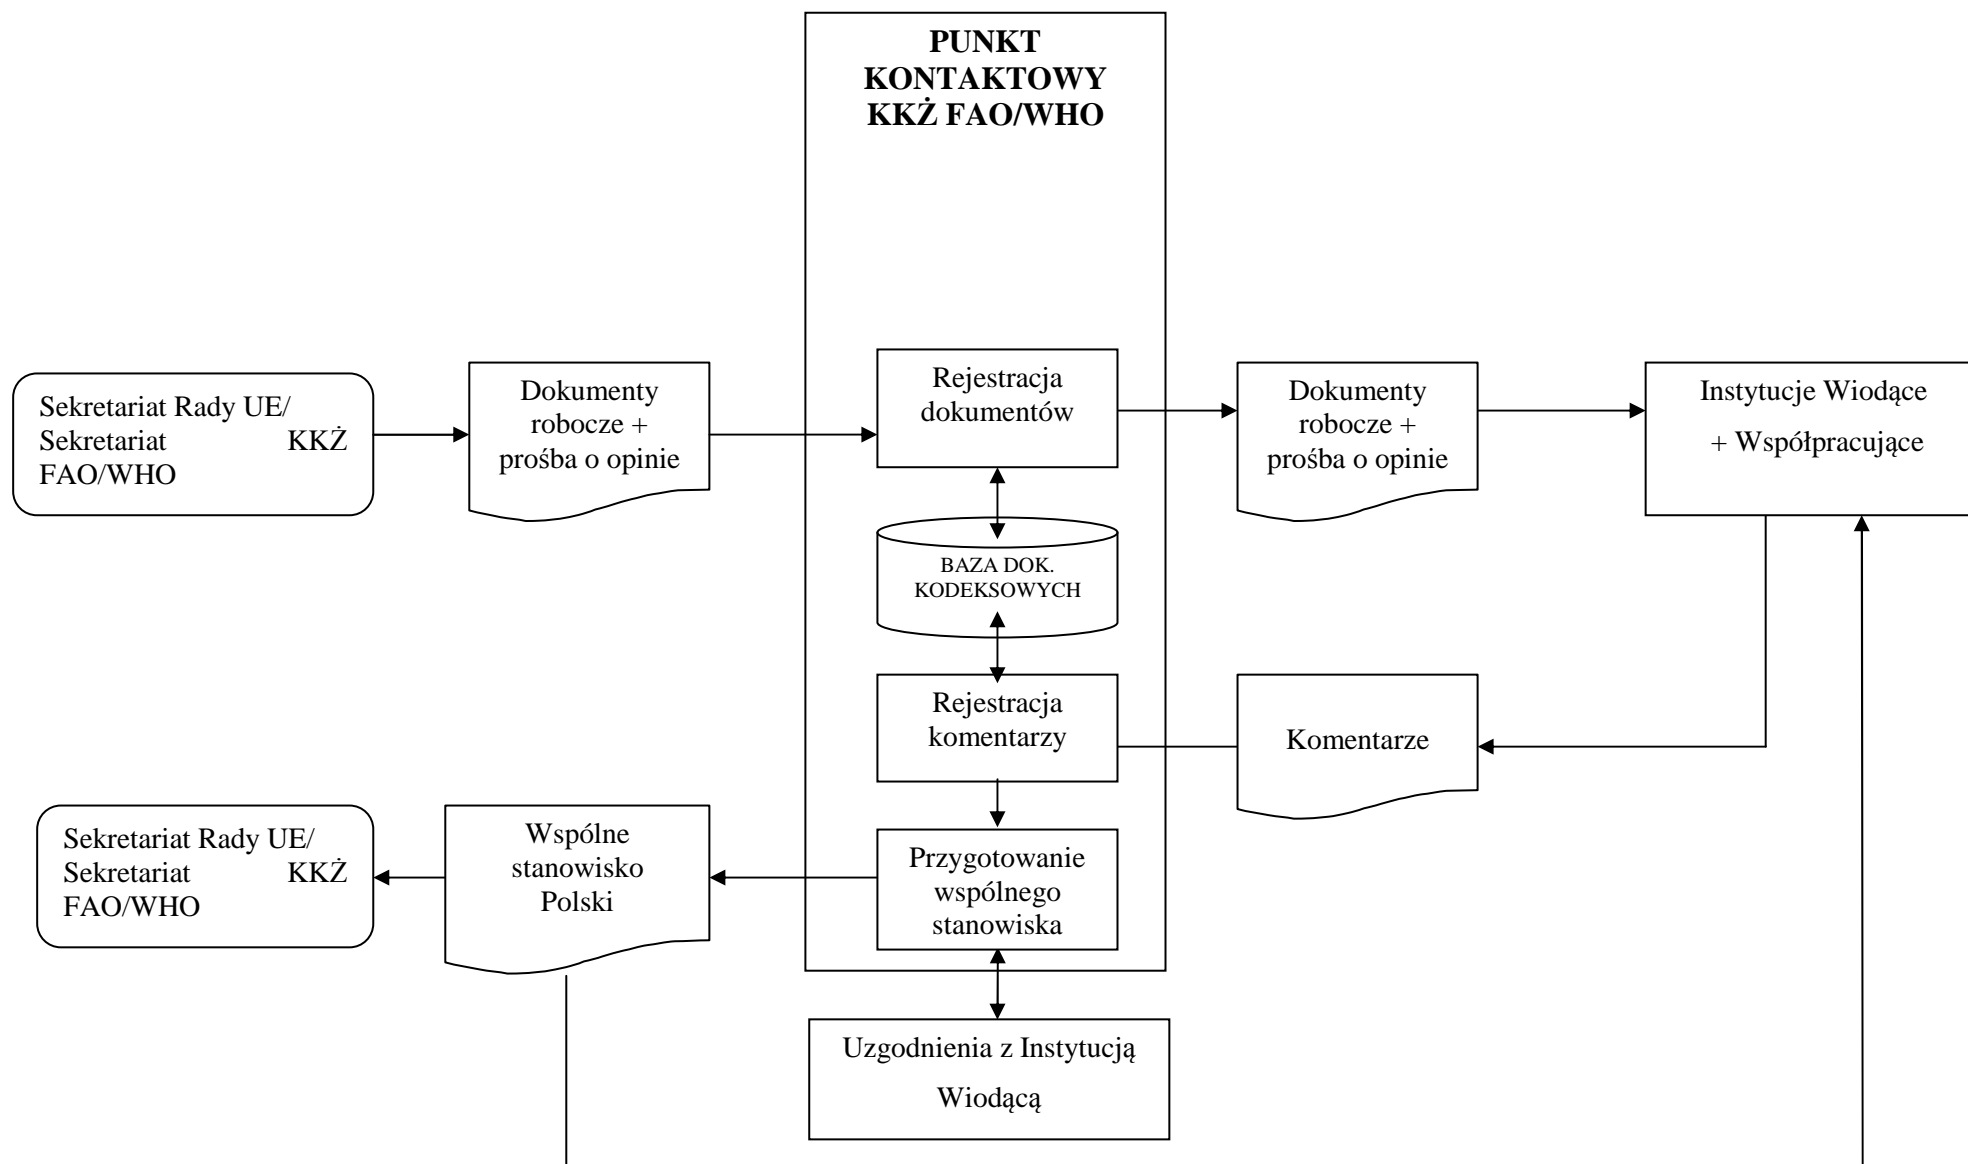 PUNKT
KONTAKTOWY
KKŻ FAO/WHO
Sekretariat Rady UE/
Sekretariat KKŻ
FAO/WHO
Dokumenty
robocze +
prośba o opinie
Rejestracja
dokumentów
Dokumenty
robocze +
prośba o opinie
Instytucje Wiodące
+ Współpracujące
BAZA DOK.
KODEKSOWYCH
Rejestracja
komentarzy
Komentarze
Sekretariat Rady UE/
Sekretariat KKŻ
FAO/WHO
Wspólne
stanowisko
Polski
Przygotowanie
wspólnego
stanowiska
Uzgodnienia z Instytucją
Wiodącą